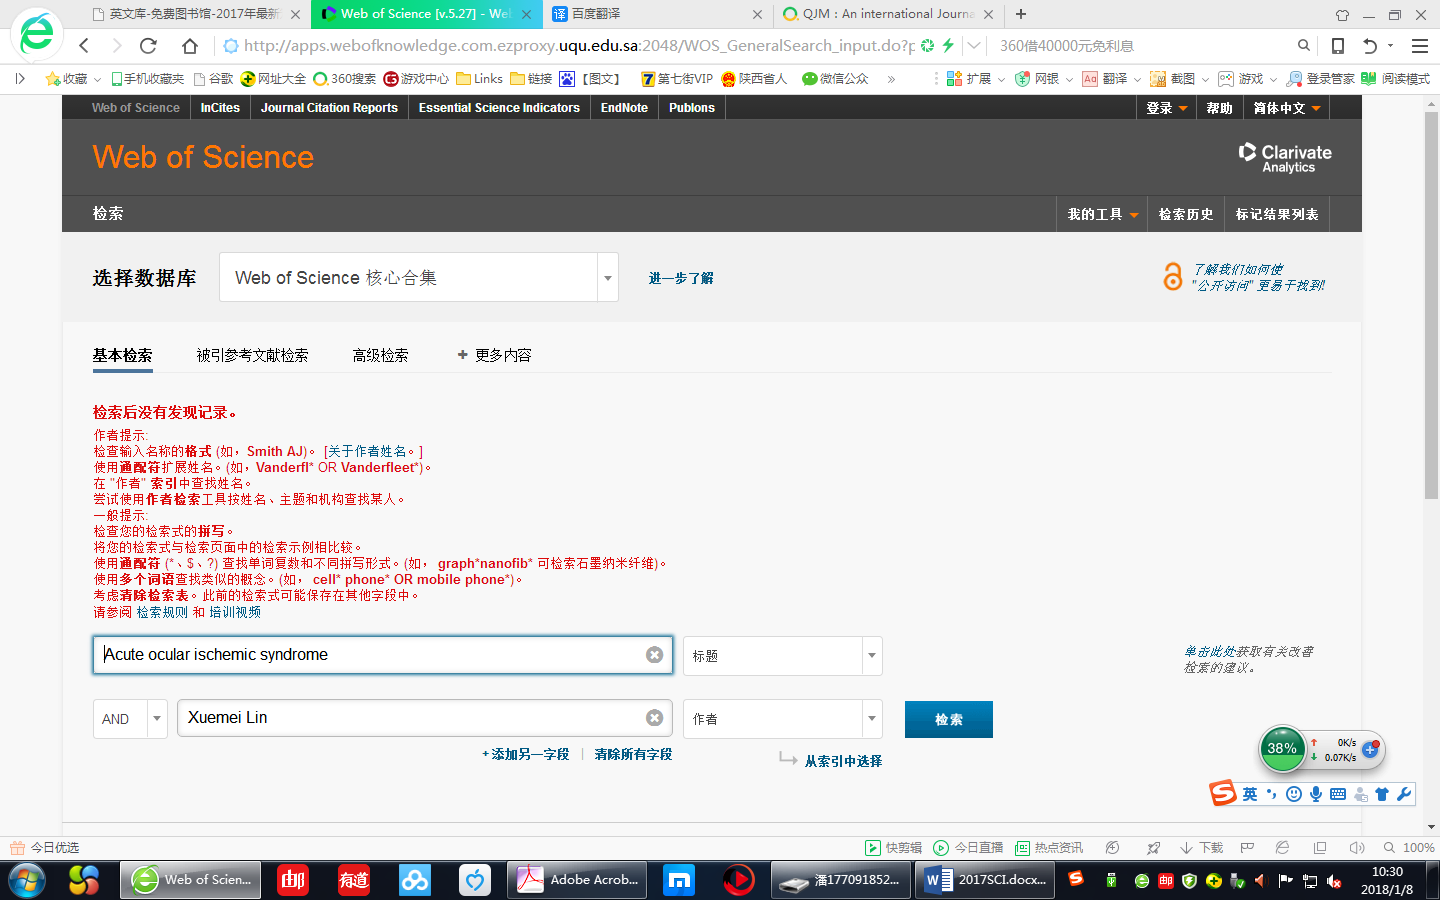 英文库-免费图书馆-2017年最新
Web of Science [v.5.27] - We
百度翻译
QJM : An international Journa
http://apps.webofknowledge.com.ezproxy.uqu.edu.sa:2048/WOS_GeneralSearch_input.do?p
360借40000元免利息
收藏 手机收藏夹 谷歌 网址大全 360搜索 游戏中心 Links 链接 【图文】 第七街VIP 陕西省人 微信公众 » 扩展 网银 翻译 截图 游戏 登录管家 阅读模式
Web of Science InCites Journal Citation Reports Essential Science Indicators EndNote Publons 登录 帮助 简体中文
Web of Science
Clarivate
Analytics
检索 我的工具 检索历史 标记结果列表
选择数据库 Web of Science 核心合集 进一步了解
了解我们如何使
"公开访问" 更易于找到!
基本检索 被引参考文献检索 高级检索 + 更多内容
检索后没有发现记录。
作者提示:
检查输入名称的格式 (如，Smith AJ)。 [关于作者姓名。]
使用通配符扩展姓名。(如，Vanderfl* OR Vanderfleet*)。
在 "作者" 索引中查找姓名。
尝试使用作者检索工具按姓名、主题和机构查找某人。
一般提示:
检查您的检索式的拼写。
将您的检索式与检索页面中的检索示例相比较。
使用通配符 (*、$、?) 查找单词复数和不同拼写形式。(如， graph*nanofib* 可检索石墨纳米纤维)。
使用多个词语查找类似的概念。(如， cell* phone* OR mobile phone*)。
考虑清除检索表。此前的检索式可能保存在其他字段中。
请参阅 检索规则 和 培训视频
Acute ocular ischemic syndrome 标题
单击此处获取有关改善
检索的建议。
AND Xuemei Lin 作者 检索
+添加另一字段 | 清除所有字段
从索引中选择
38% 0K/s
0.07K/s
英
今日优选 快剪辑 今日直播 热点资讯 下载 100%
Web of Scien... 邮 有道 Adobe Acrob... 潘177091852... 2017SCI.docx...
10:30
2018/1/8